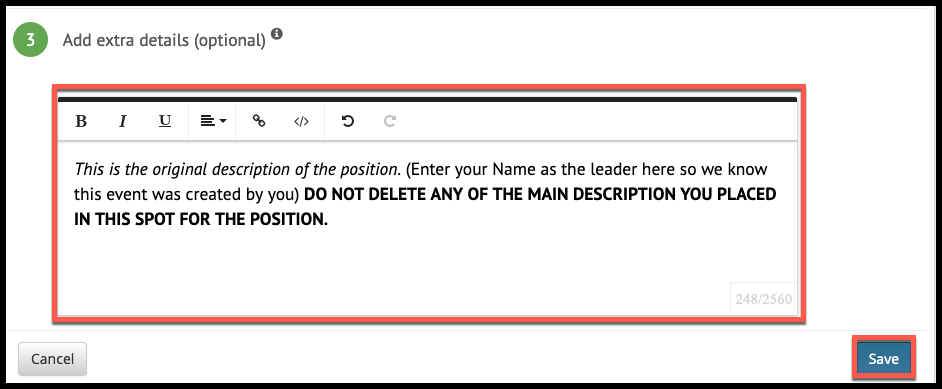 3 Add extra details (optional) i
B I U </>
This is the original description of the position. (Enter your Name as the leader here so we know
this event was created by you) DO NOT DELETE ANY OF THE MAIN DESCRIPTION YOU PLACED
IN THIS SPOT FOR THE POSITION.
248/2560
Cancel Save